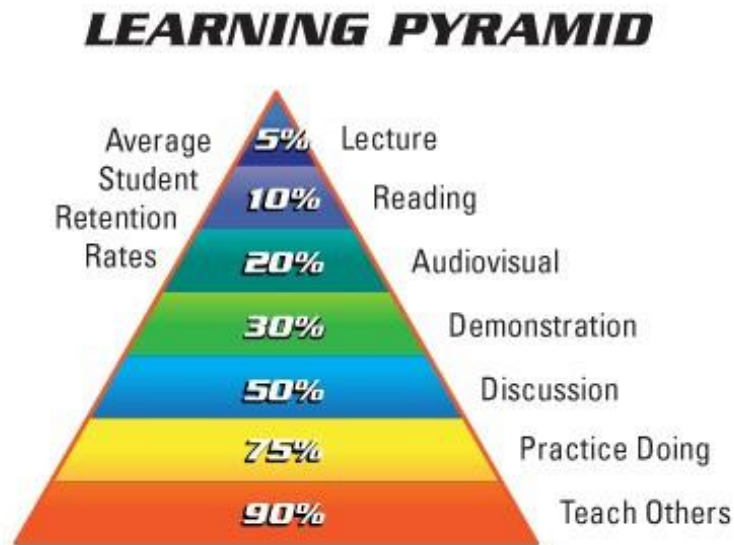 LEARNING PYRAMID
Average
Student
Retention
Rates
5% Lecture
10% Reading
20% Audiovisual
30% Demonstration
50% Discussion
75% Practice Doing
90% Teach Others